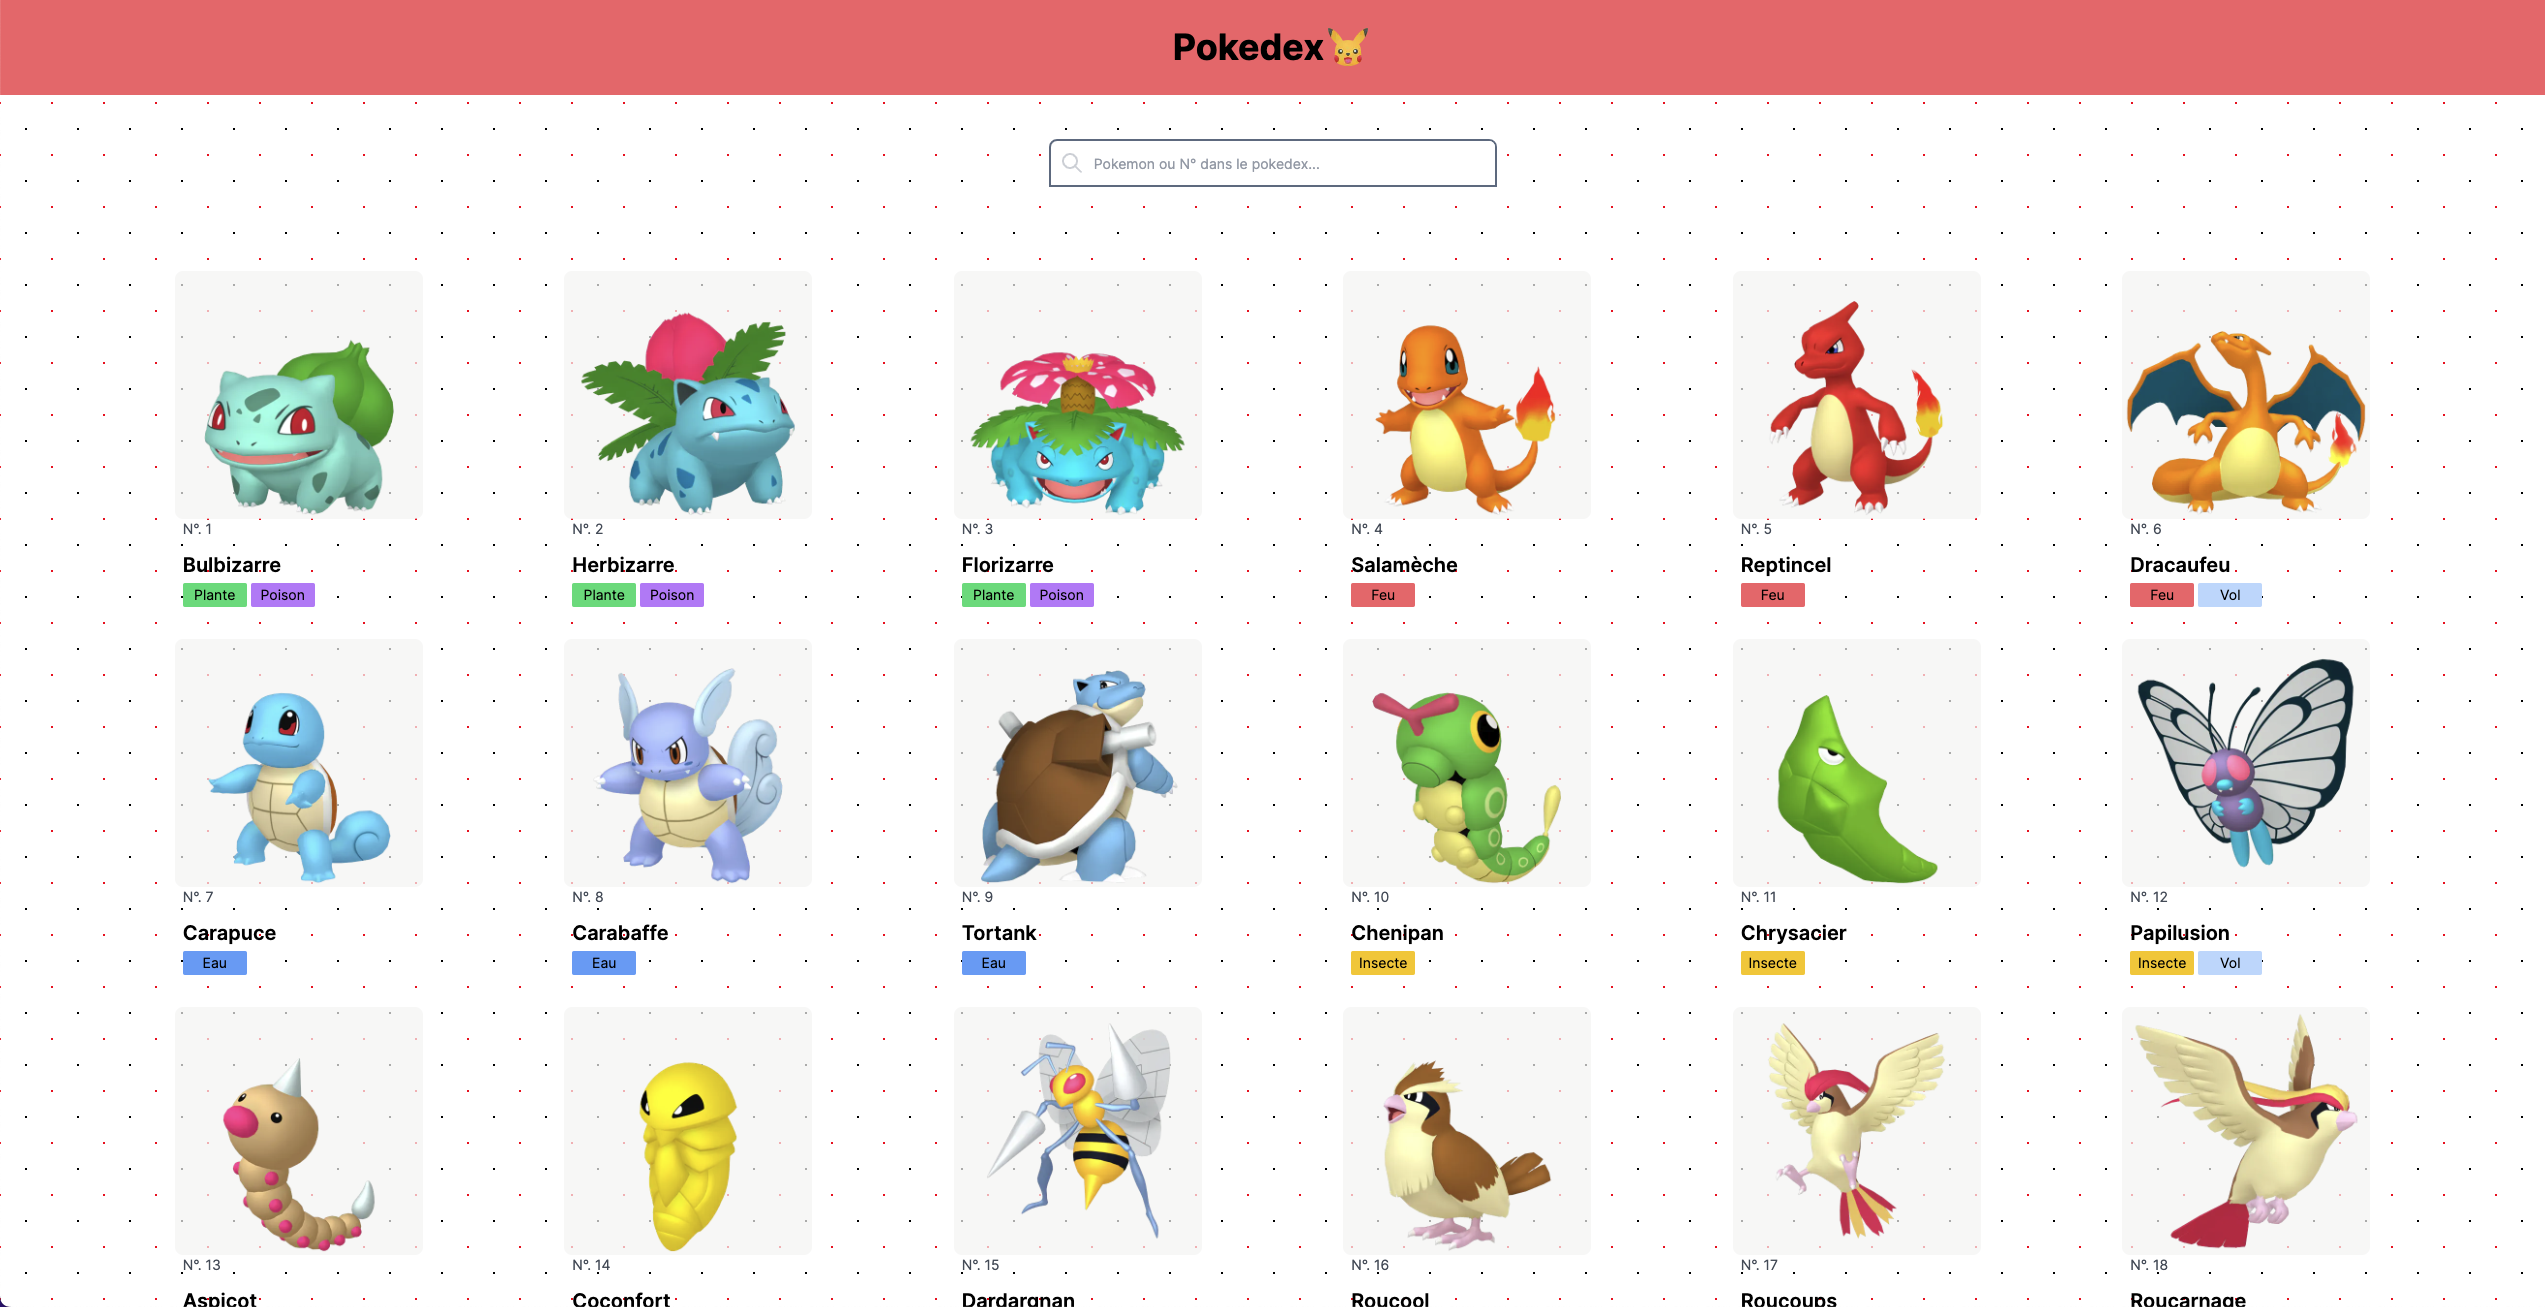 Pokedex
Pokemon ou N° dans le pokedex...
N°. 1
Bulbizarre
Plante Poison
N°. 2
Herbizarre
Plante Poison
N°. 3
Florizarre
Plante Poison
N°. 4
Salamèche
Feu
N°. 5
Reptincel
Feu
N°. 6
Dracaufeu
Feu Vol
N°. 7
Carapuce
Eau
N°. 8
Carabaffe
Eau
N°. 9
Tortank
Eau
N°. 10
Chenipan
Insecte
N°. 11
Chrysacier
Insecte
N°. 12
Papilusion
Insecte Vol
N°. 13
Aspicot
N°. 14
Coconfort
N°. 15
Dardargnan
N°. 16
Roucool
N°. 17
Roucoups
N°. 18
Roucarnage